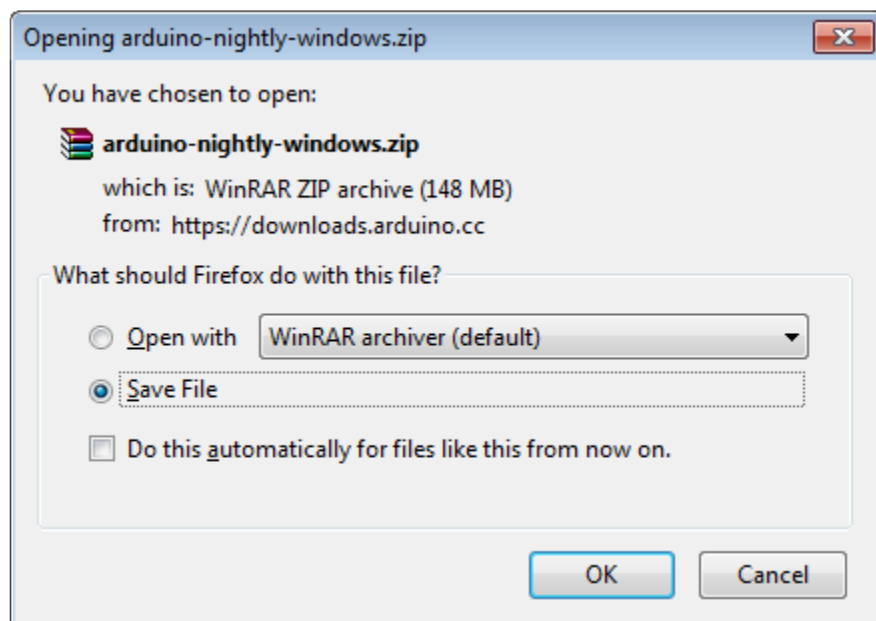 Opening arduino-nightly-windows.zip
You have chosen to open:
arduino-nightly-windows.zip
which is: WinRAR ZIP archive (148 MB)
from: https://downloads.arduino.cc
What should Firefox do with this file?
Open with WinRAR archiver (default)
Save File
Do this automatically for files like this from now on.
OK Cancel